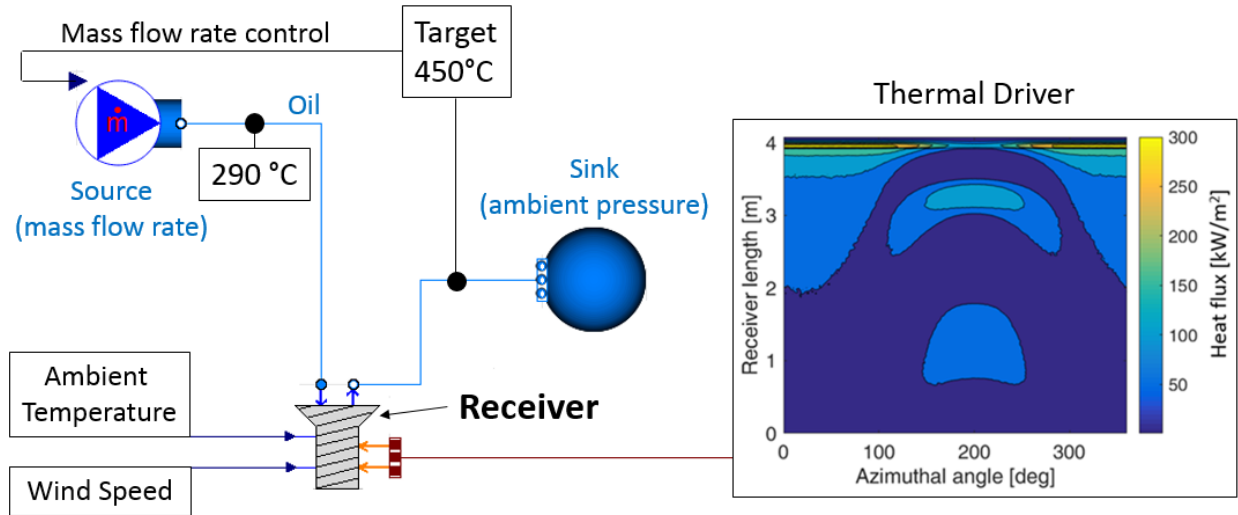 Mass flow rate control
Target
450°C
ṁ
Oil
290 °C
Source
(mass flow rate)
Sink
(ambient pressure)
Ambient
Temperature
Wind Speed
Receiver
Thermal Driver
Receiver length [m]
4
3
2
1
0
0
100
200
300
Azimuthal angle [deg]
300
250
200
150
100
50
Heat flux [kW/m²]